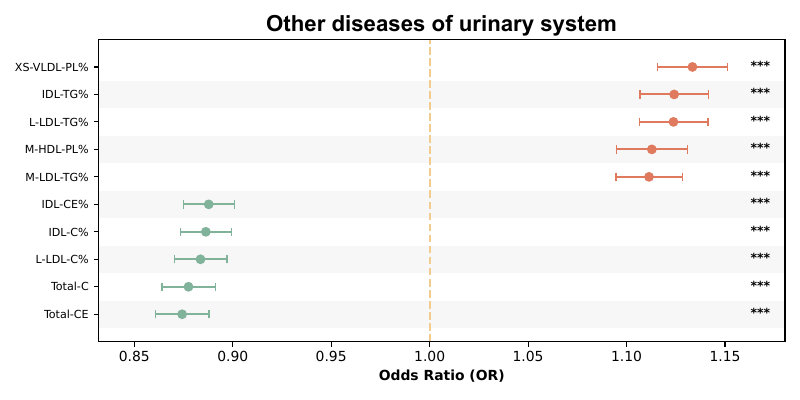 Other diseases of urinary system
XS-VLDL-PL% ***
IDL-TG% ***
L-LDL-TG% ***
M-HDL-PL% ***
M-LDL-TG% ***
IDL-CE% ***
IDL-C% ***
L-LDL-C% ***
Total-C ***
Total-CE ***
0.85 0.90 0.95 1.00 1.05 1.10 1.15
Odds Ratio (OR)